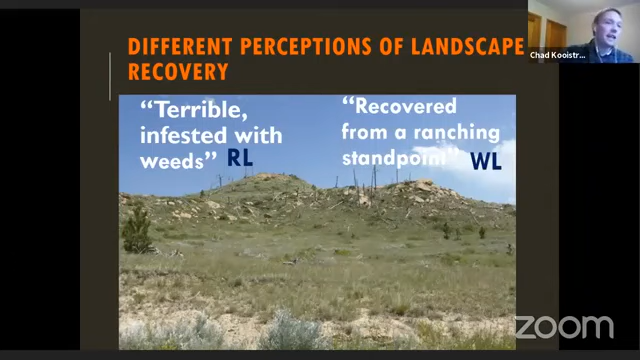 DIFFERENT PERCEPTIONS OF LANDSCAPE
RECOVERY
"Terrible,
infested with
weeds" RL
"Recovered
from a ranching
standpoint" WL
Chad Kooistr...
zoom